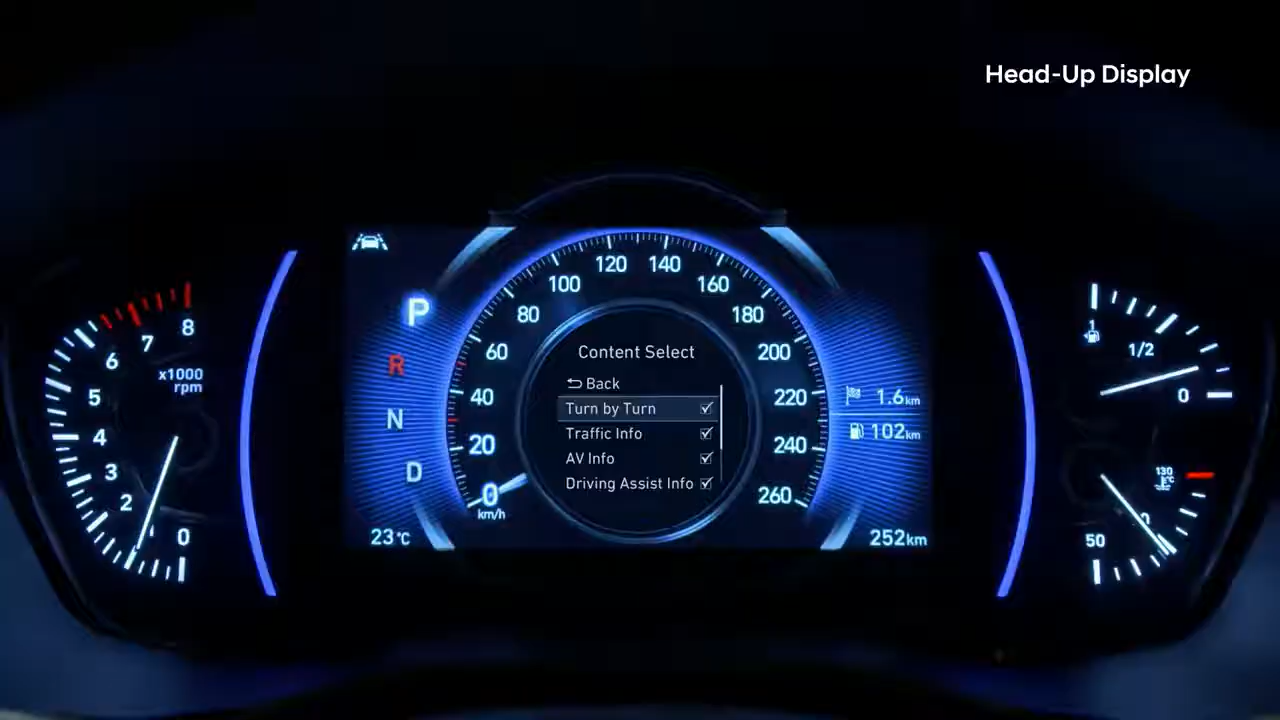 Head-Up Display
8
7
6
5
4
3
2
0
x1000
rpm
P
R
N
D
23°C
0
20
40
60
80
100
120
140
160
180
200
220
240
260
km/h
Content Select
Back
Turn by Turn
Traffic Info
AV Info
Driving Assist Info
1.6km
102km
252km
1
1/2
0
130
°C
50